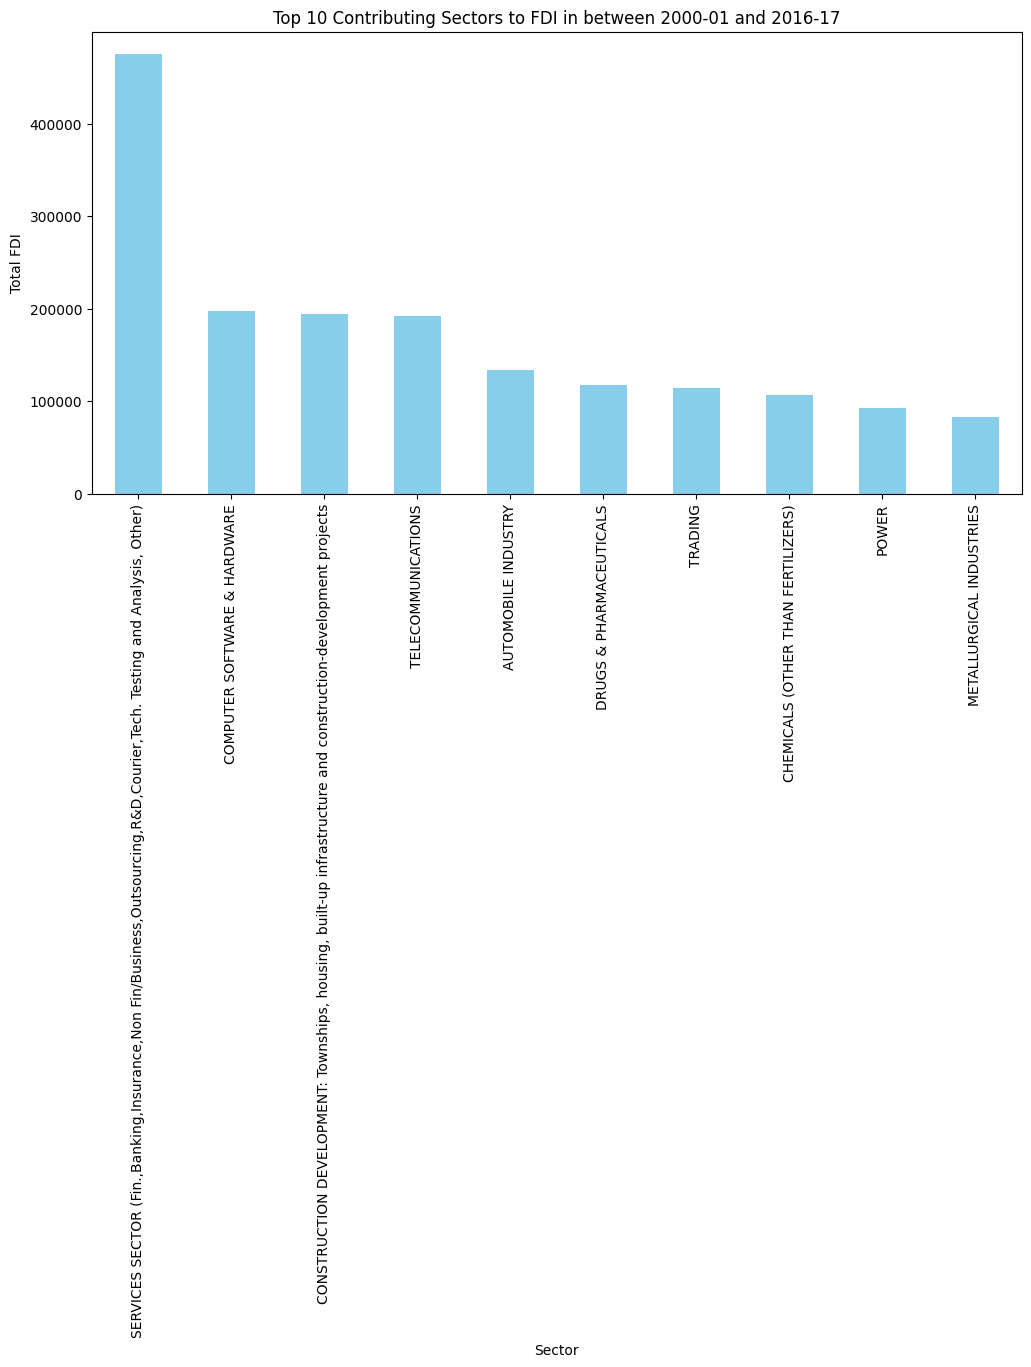 Top 10 Contributing Sectors to FDI in between 2000-01 and 2016-17
Total FDI
400000
300000
200000
100000
0
SERVICES SECTOR (Fin.,Banking,Insurance,Non Fin/Business,Outsourcing,R&D,Courier,Tech. Testing and Analysis, Other)
COMPUTER SOFTWARE & HARDWARE
CONSTRUCTION DEVELOPMENT: Townships, housing, built-up infrastructure and construction-development projects
TELECOMMUNICATIONS
AUTOMOBILE INDUSTRY
DRUGS & PHARMACEUTICALS
TRADING
CHEMICALS (OTHER THAN FERTILIZERS)
POWER
METALLURGICAL INDUSTRIES
Sector